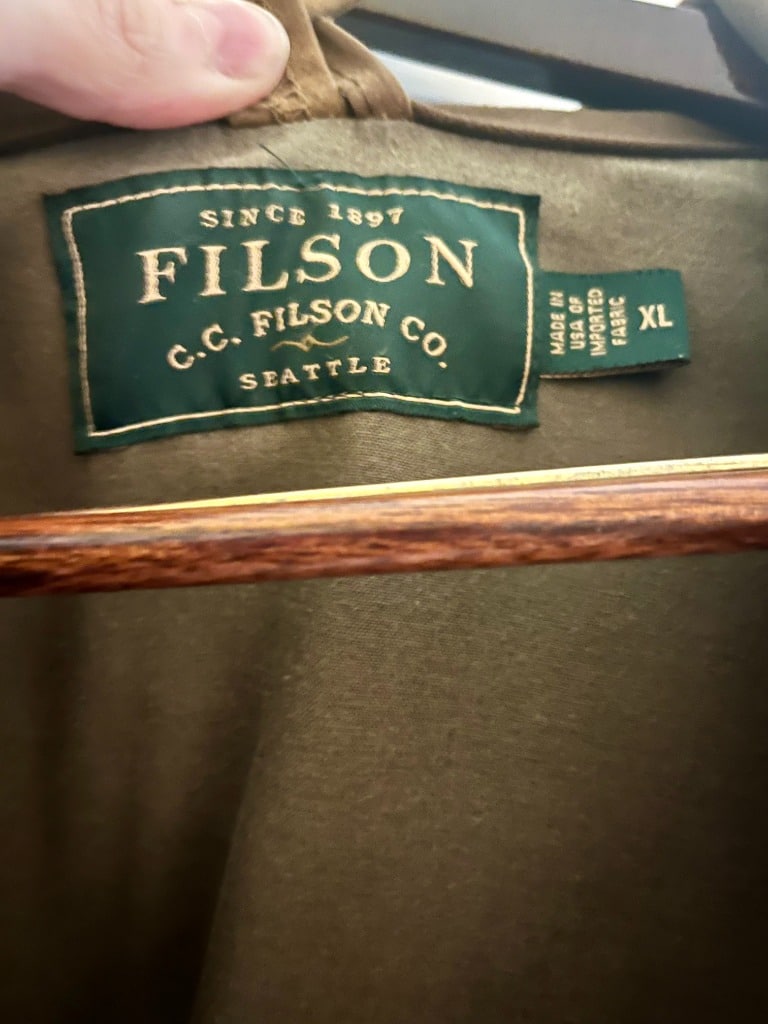 SINCE 1897
FILSON
C.C. FILSON CO.
SEATTLE
MADE IN
USA OF
IMPORTED
FABRIC
XL